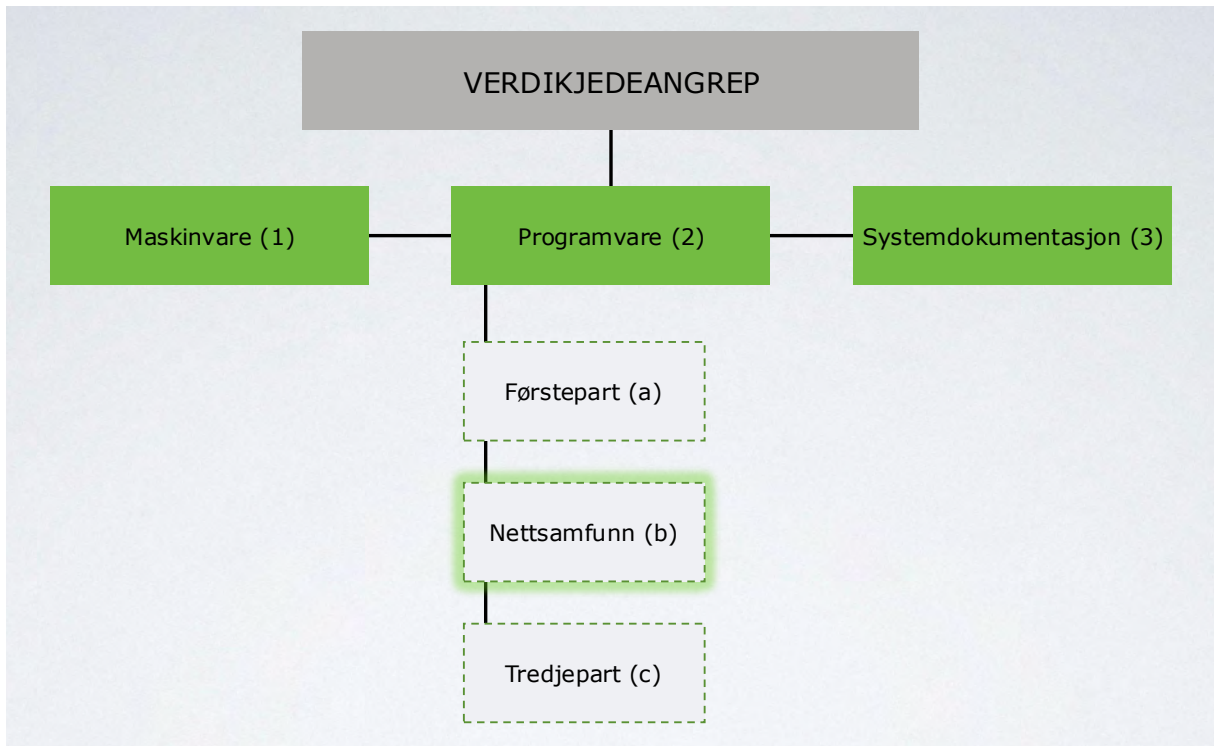 VERDIKJEDEANGREP
Maskinvare (1)
Programvare (2)
Systemdokumentasjon (3)
Førstepart (a)
Nettsamfunn (b)
Tredjepart (c)